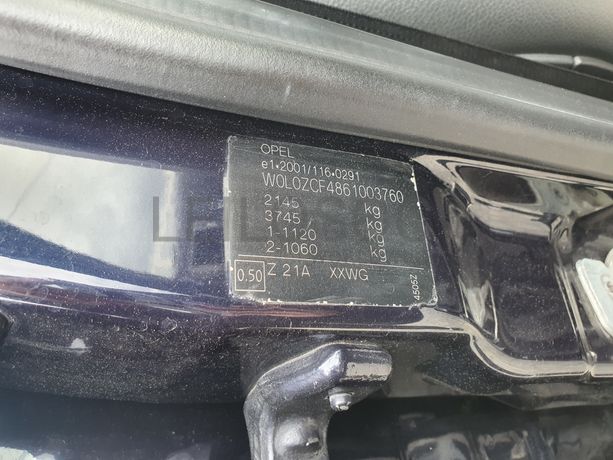 OPEL
e1*2001/116*0291
W0L0ZCF4861003760
2145 kg
3745 kg
1-1120 kg
2-1060 kg
0.50 Z 21A XXWG
4505Z